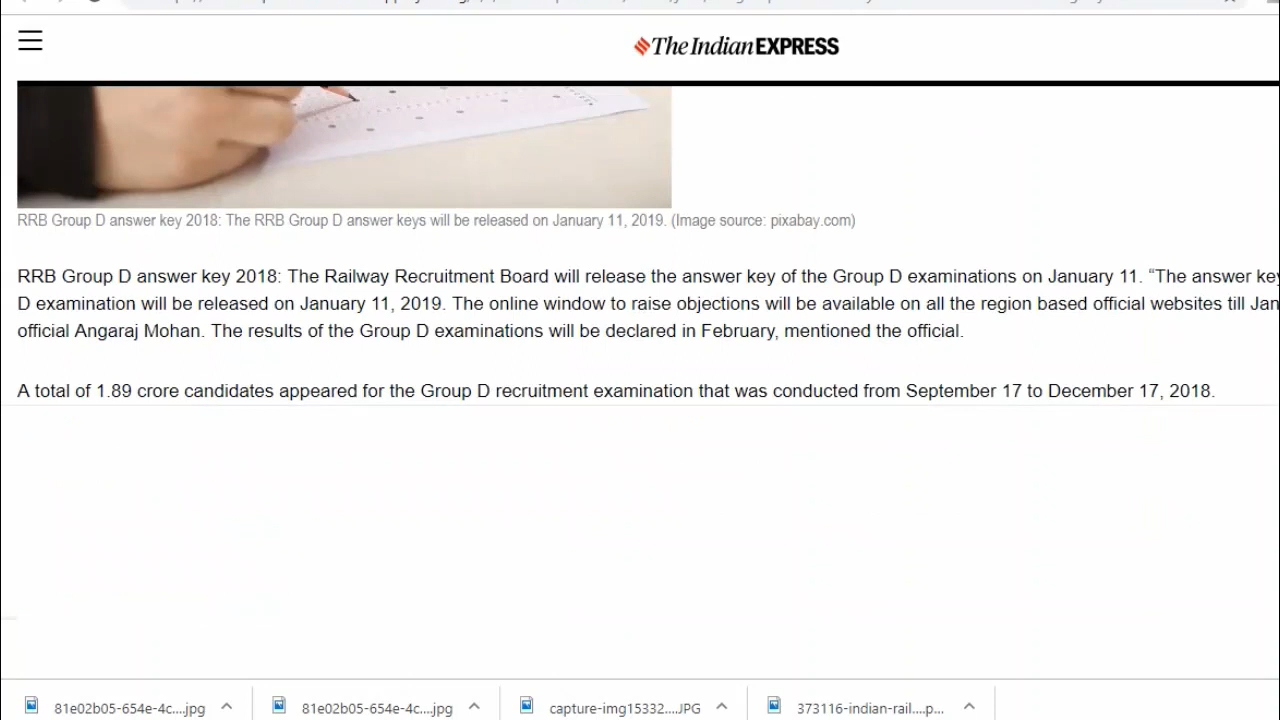 The Indian EXPRESS
RRB Group D answer key 2018: The RRB Group D answer keys will be released on January 11, 2019. (Image source: pixabay.com)
RRB Group D answer key 2018: The Railway Recruitment Board will release the answer key of the Group D examinations on January 11. “The answer key
D examination will be released on January 11, 2019. The online window to raise objections will be available on all the region based official websites till Jan
official Angaraj Mohan. The results of the Group D examinations will be declared in February, mentioned the official.
A total of 1.89 crore candidates appeared for the Group D recruitment examination that was conducted from September 17 to December 17, 2018.
81e02b05-654e-4c....jpg 81e02b05-654e-4c....jpg capture-img15332....JPG 373116-indian-rail....p...